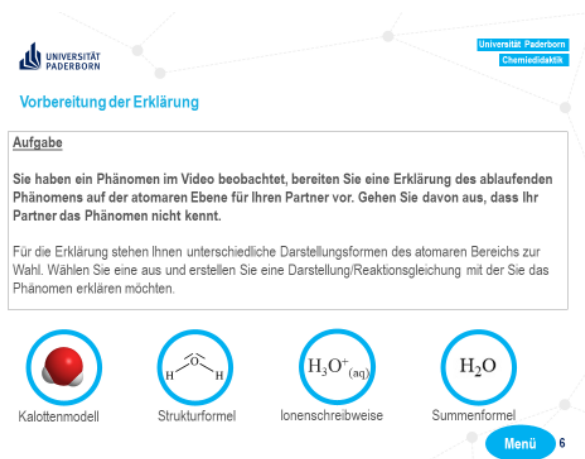 UNIVERSITÄT
PADERBORN
Universität Paderborn
Chemiedidaktik
Vorbereitung der Erklärung
Aufgabe
Sie haben ein Phänomen im Video beobachtet, bereiten Sie eine Erklärung des ablaufenden
Phänomens auf der atomaren Ebene für Ihren Partner vor. Gehen Sie davon aus, dass Ihr
Partner das Phänomen nicht kennt.
Für die Erklärung stehen Ihnen unterschiedliche Darstellungsformen des atomaren Bereichs zur
Wahl. Wählen Sie eine aus und erstellen Sie eine Darstellung/Reaktionsgleichung mit der Sie das
Phänomen erklären möchten.
H O H
H₃O⁺(aq)
H₂O
Kalottenmodell
Strukturformel
Ionenschreibweise
Summenformel
Menü
6